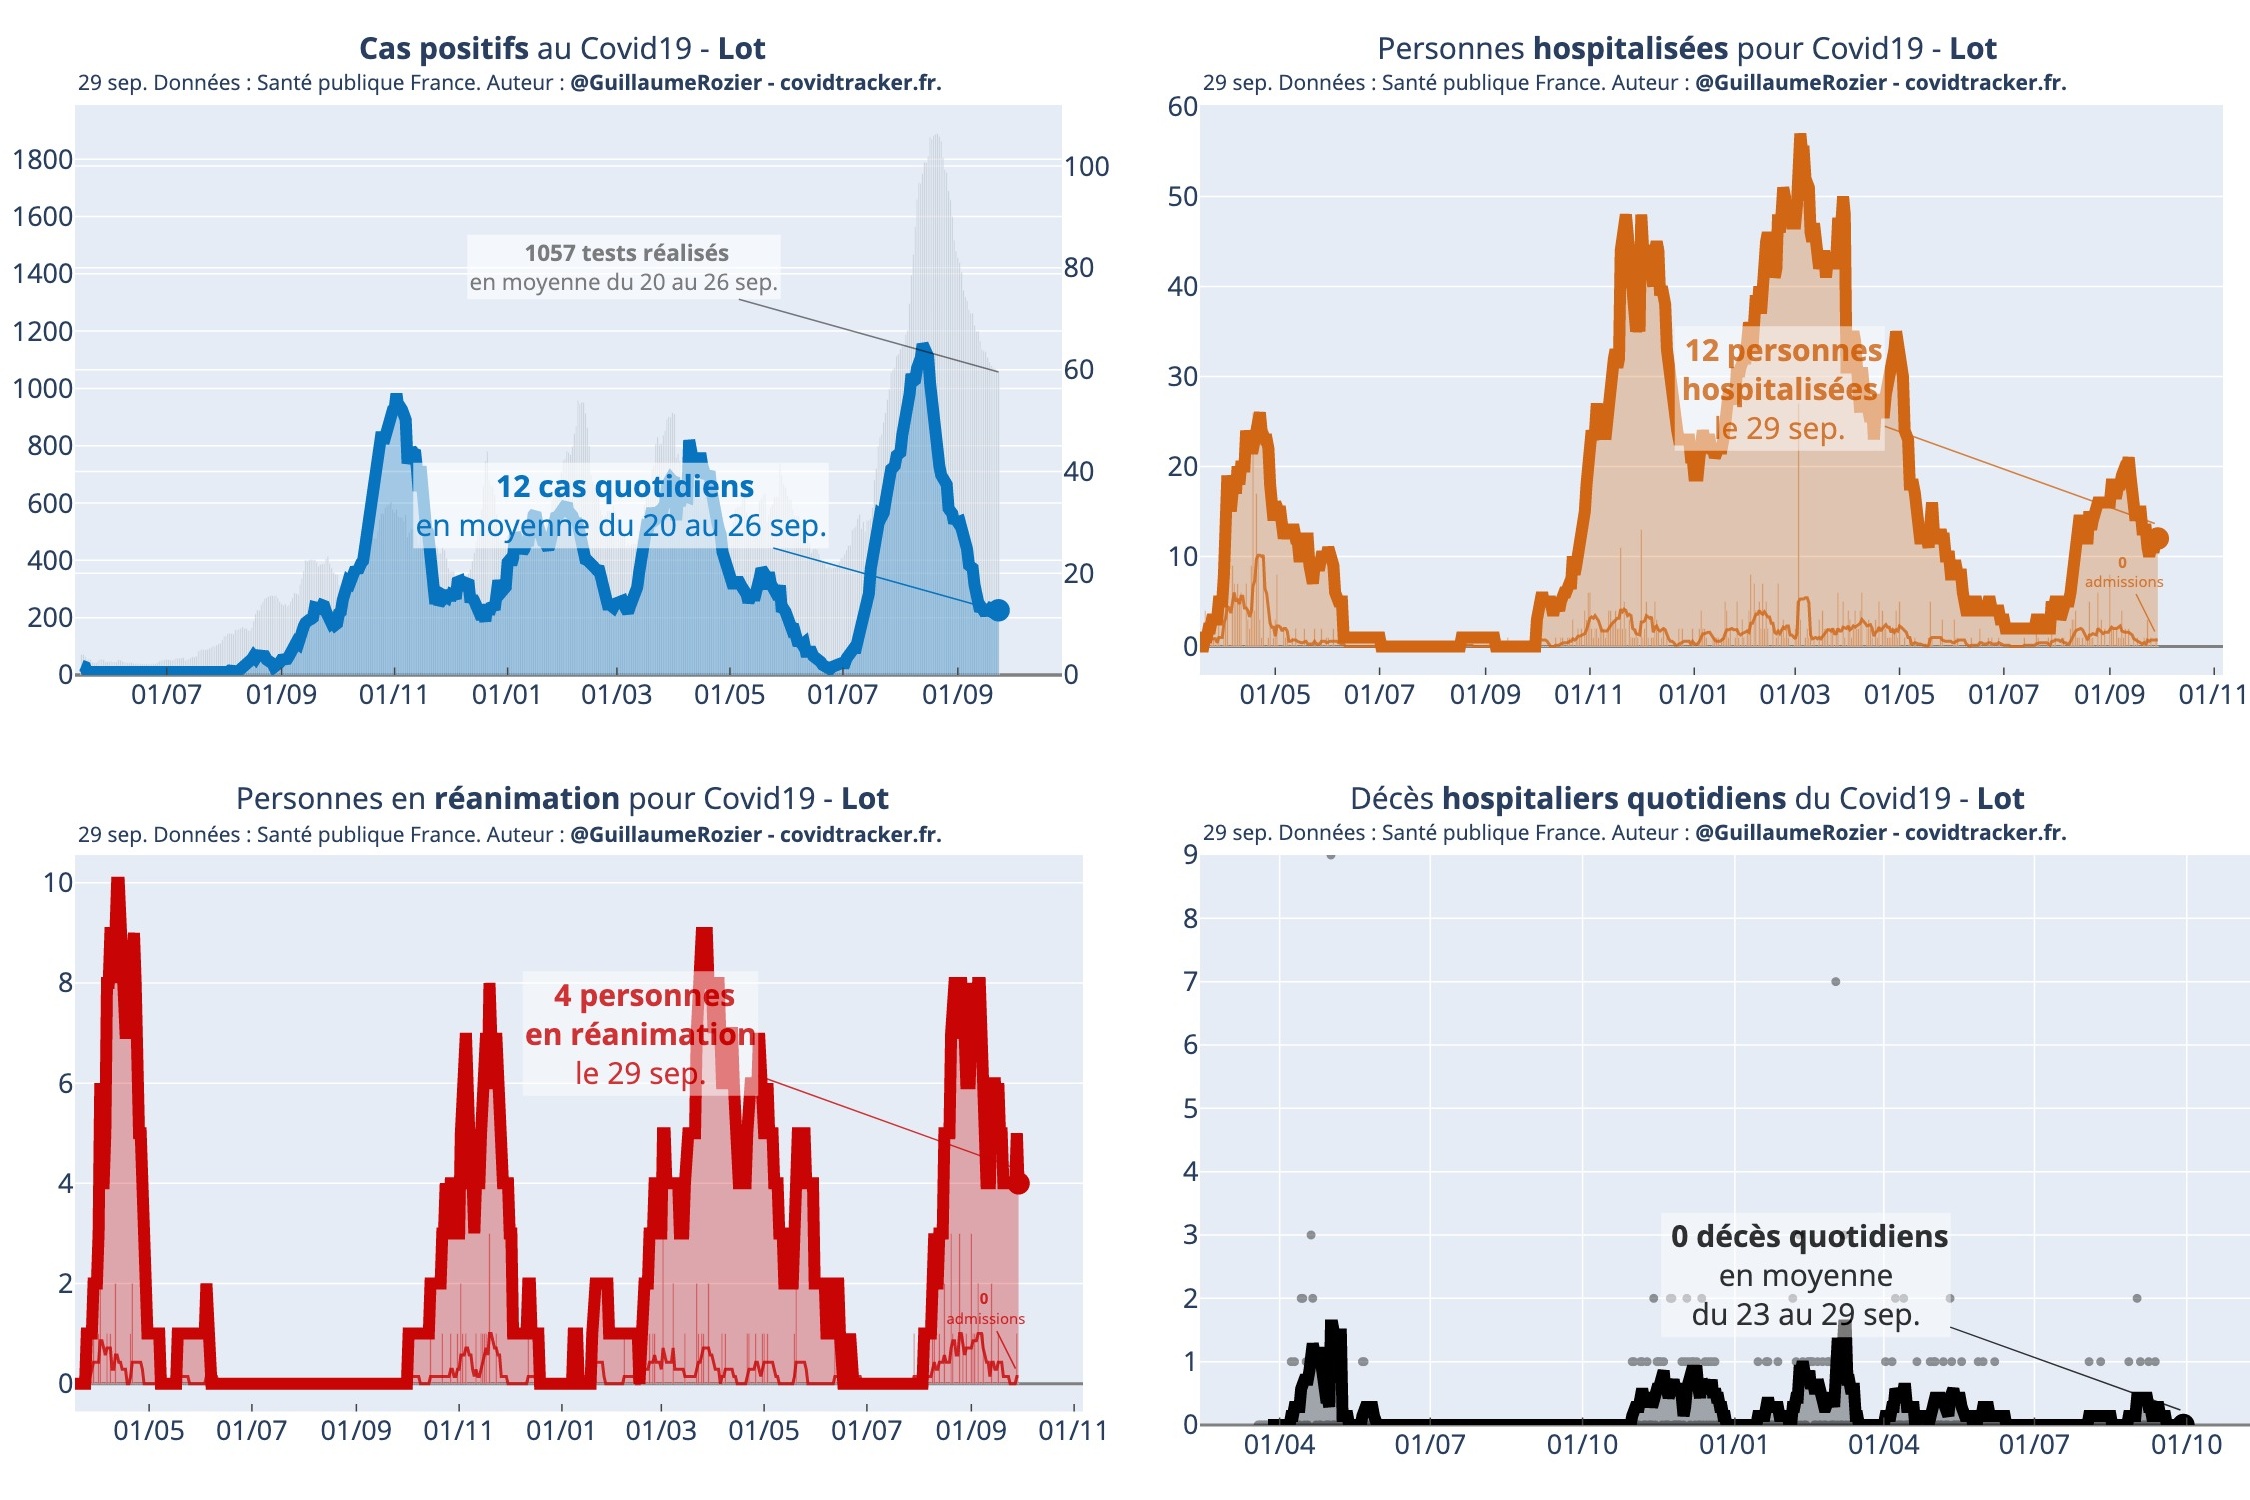 Cas positifs au Covid19 - Lot
29 sep. Données : Santé publique France. Auteur : @GuillaumeRozier - covidtracker.fr.
1800
1600
1400
1200
1000
800
600
400
200
0
100
80
60
40
20
0
1057 tests réalisés
en moyenne du 20 au 26 sep.
12 cas quotidiens
en moyenne du 20 au 26 sep.
01/07 01/09 01/11 01/01 01/03 01/05 01/07 01/09
Personnes hospitalisées pour Covid19 - Lot
29 sep. Données : Santé publique France. Auteur : @GuillaumeRozier - covidtracker.fr.
60
50
40
30
20
10
0
12 personnes
hospitalisées
le 29 sep.
0
admissions
01/05 01/07 01/09 01/11 01/01 01/03 01/05 01/07 01/09 01/11
Personnes en réanimation pour Covid19 - Lot
29 sep. Données : Santé publique France. Auteur : @GuillaumeRozier - covidtracker.fr.
10
8
6
4
2
0
4 personnes
en réanimation
le 29 sep.
0
admissions
01/05 01/07 01/09 01/11 01/01 01/03 01/05 01/07 01/09 01/11
Décès hospitaliers quotidiens du Covid19 - Lot
29 sep. Données : Santé publique France. Auteur : @GuillaumeRozier - covidtracker.fr.
9
8
7
6
5
4
3
2
1
0
0 décès quotidiens
en moyenne
du 23 au 29 sep.
01/04 01/07 01/10 01/01 01/04 01/07 01/10